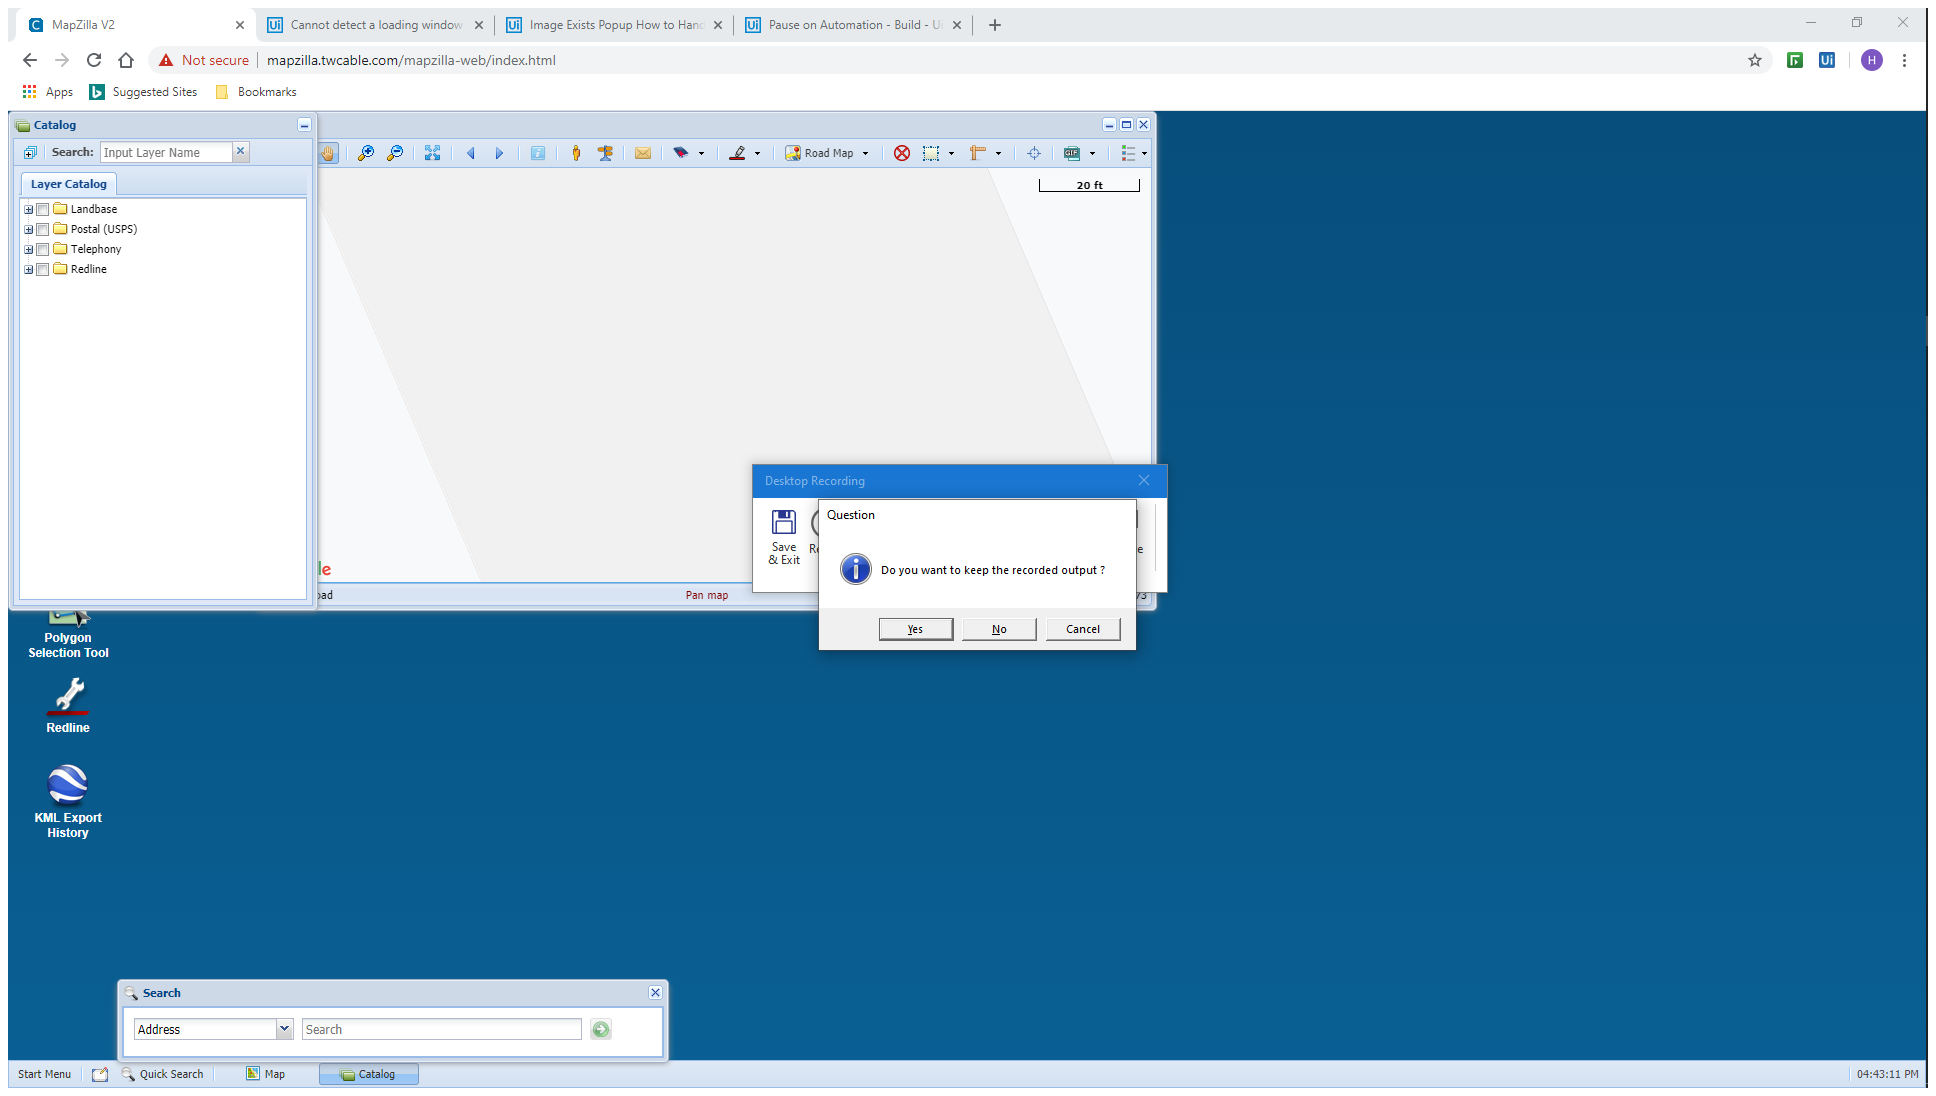 MapZilla V2
Cannot detect a loading window
Image Exists Popup How to Hand
Pause on Automation - Build - Ui
Not secure
mapzilla.twcable.com/mapzilla-web/index.html
Ui
H
Apps
Suggested Sites
Bookmarks
Catalog
Search:
Input Layer Name
Road Map
GIF
Layer Catalog
20 ft
Landbase
Postal (USPS)
Telephony
Redline
Desktop Recording
Save
& Exit
Question
Do you want to keep the recorded output ?
Yes
No
Cancel
le
oad
Pan map
Polygon
Selection Tool
Redline
KML Export
History
Search
Address
Search
Start Menu
Quick Search
Map
Catalog
04:43:11 PM